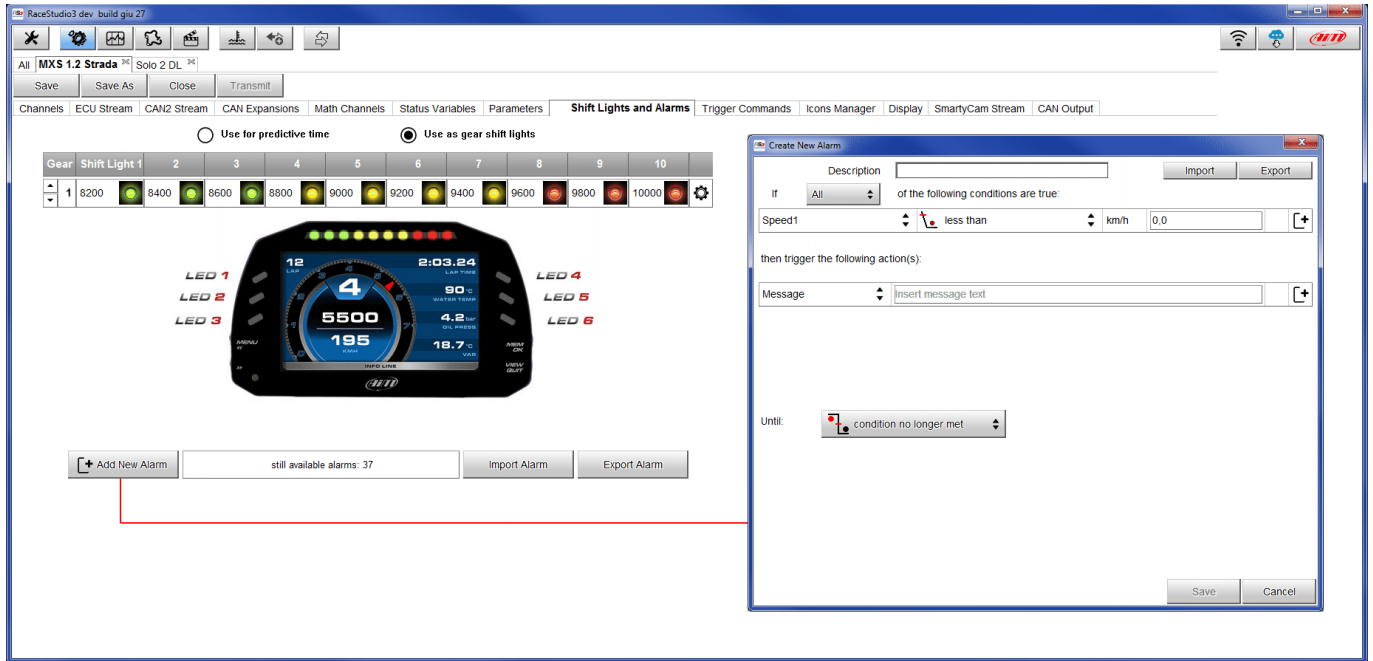 RaceStudio3 dev build giu 27
AiM
All MXS 1.2 Strada Solo 2 DL
Save Save As Close Transmit
Channels ECU Stream CAN2 Stream CAN Expansions Math Channels Status Variables Parameters Shift Lights and Alarms Trigger Commands Icons Manager Display SmartyCam Stream CAN Output
Use for predictive time Use as gear shift lights
Gear Shift Light 1 2 3 4 5 6 7 8 9 10
1 8200 8400 8600 8800 9000 9200 9400 9600 9800 10000
12 2:03.24
LAP LAP TIME
LED 1 4 90 °C LED 4
WATER TEMP
LED 2 LED 5
5500 4.2 bar
LED 3 OIL PRESS LED 6
195 18.7 °C
KMH VAR
MENU MEM
<< OK
INFO LINE
>> VIEW
QUIT
AiM
Add New Alarm still available alarms: 37 Import Alarm Export Alarm
Create New Alarm
Description Import Export
If All of the following conditions are true:
Speed1 less than km/h 0,0
then trigger the following action(s):
Message Insert message text
Until: condition no longer met
Save Cancel